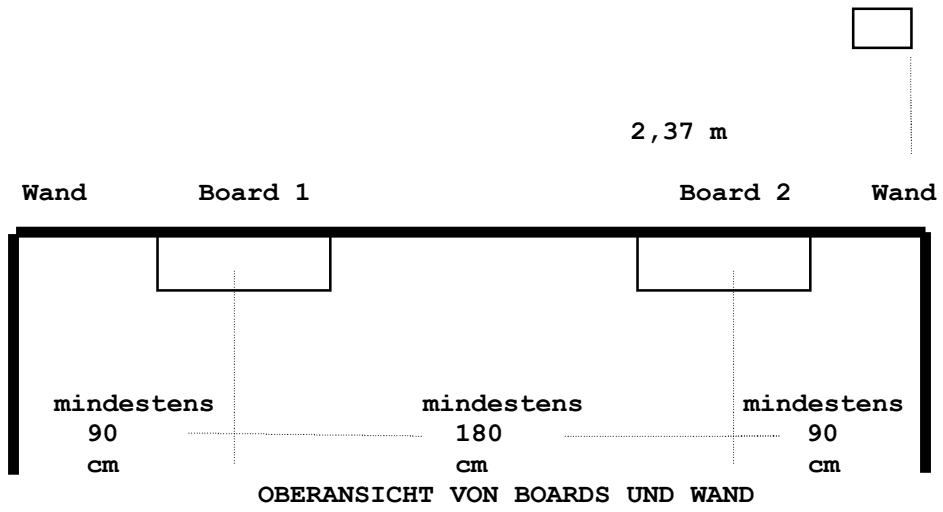 2,37 m
Wand Board 1 Board 2 Wand
mindestens mindestens mindestens
90 180 90
cm cm cm
OBERANSICHT VON BOARDS UND WAND